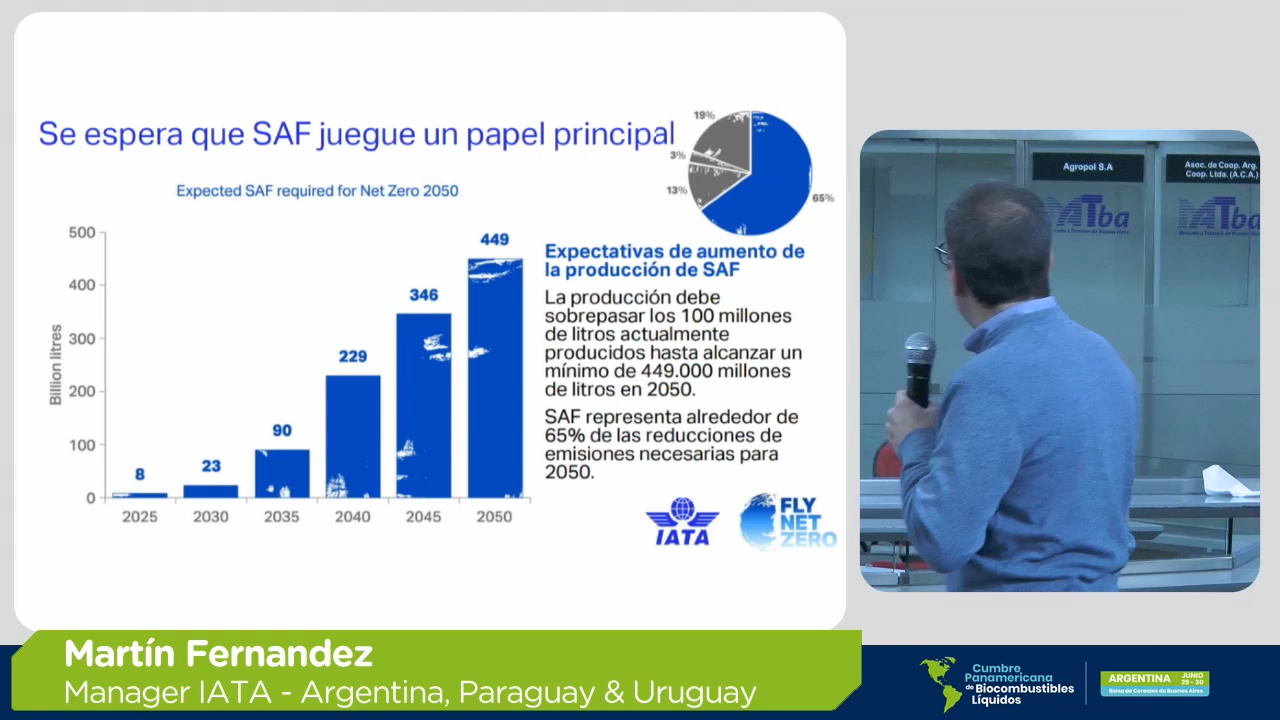 Se espera que SAF juegue un papel principal
19%
3%
13%
65%
Expected SAF required for Net Zero 2050
Billion litres
500
400
300
200
100
0
8
23
90
229
346
449
2025
2030
2035
2040
2045
2050
Expectativas de aumento de
la producción de SAF
La producción debe
sobrepasar los 100 millones
de litros actualmente
producidos hasta alcanzar un
mínimo de 449.000 millones
de litros en 2050.
SAF representa alrededor de
65% de las reducciones de
emisiones necesarias para
2050.
IATA
FLY
NET
ZERO
Agropol S.A
Asoc. de Coop. Arg.
Coop. Ltda. (A.C.A.)
MATba
MATba
Martín Fernandez
Manager IATA - Argentina, Paraguay & Uruguay
Cumbre
Panamericana
de Biocombustibles
Líquidos
ARGENTINA
JUNIO
29 - 30
Bolsa de Cereales de Buenos Aires